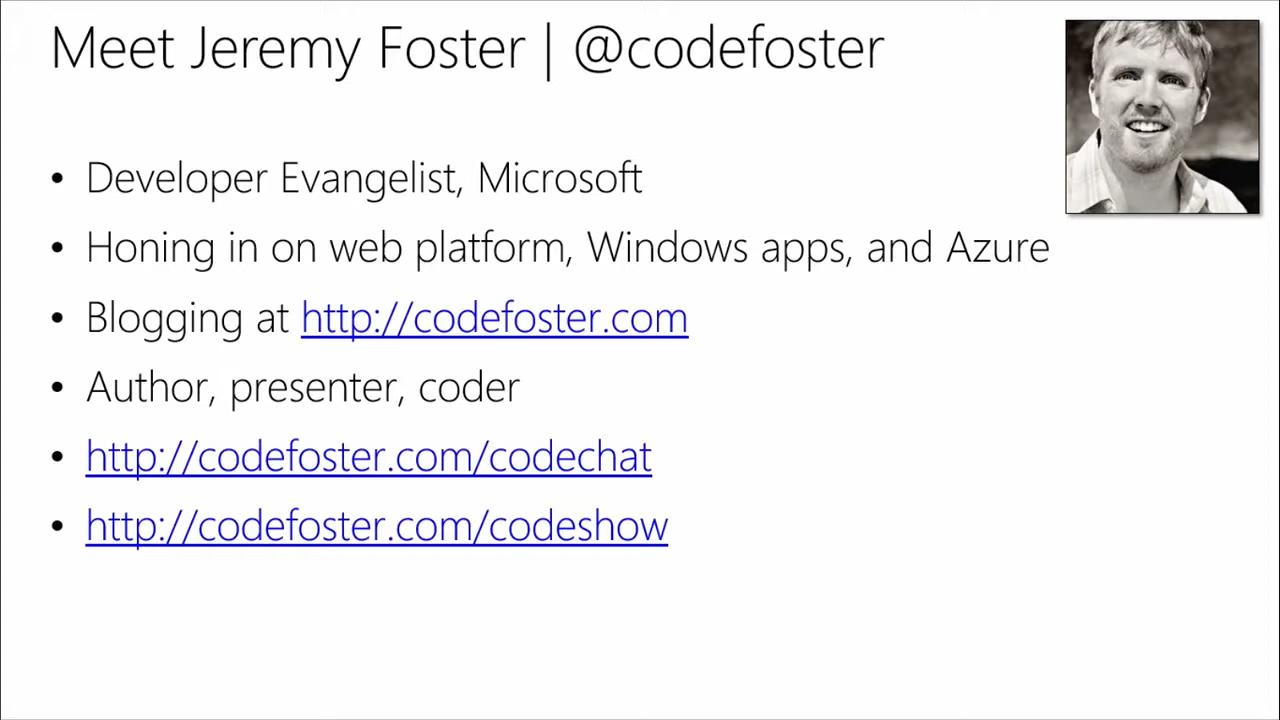 Meet Jeremy Foster | @codefoster
• Developer Evangelist, Microsoft
• Honing in on web platform, Windows apps, and Azure
• Blogging at http://codefoster.com
• Author, presenter, coder
• http://codefoster.com/codechat
• http://codefoster.com/codeshow